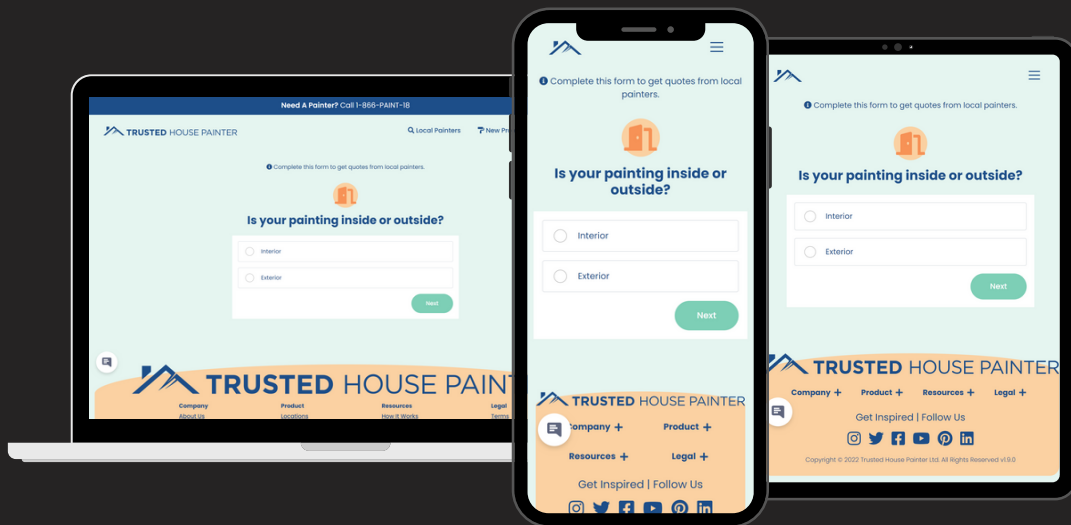 Need A Painter? Call 1-866-PAINT-18
TRUSTED HOUSE PAINTER
Local Painters
New Pr
Complete this form to get quotes from local painters.
Is your painting inside or outside?
Interior
Exterior
Next
TRUSTED HOUSE PAINT
Company
Product
Resources
Legal
About Us
Locations
How It Works
Terms
Complete this form to get quotes from local
painters.
Is your painting inside or
outside?
Interior
Exterior
Next
TRUSTED HOUSE PAINTER
ompany +
Product +
Resources +
Legal +
Get Inspired | Follow Us
Complete this form to get quotes from local painters.
Is your painting inside or outside?
Interior
Exterior
Next
TRUSTED HOUSE PAINTER
Company +
Product +
Resources +
Legal +
Get Inspired | Follow Us
Copyright © 2022 Trusted House Painter Ltd. All Rights Reserved v1.9.0